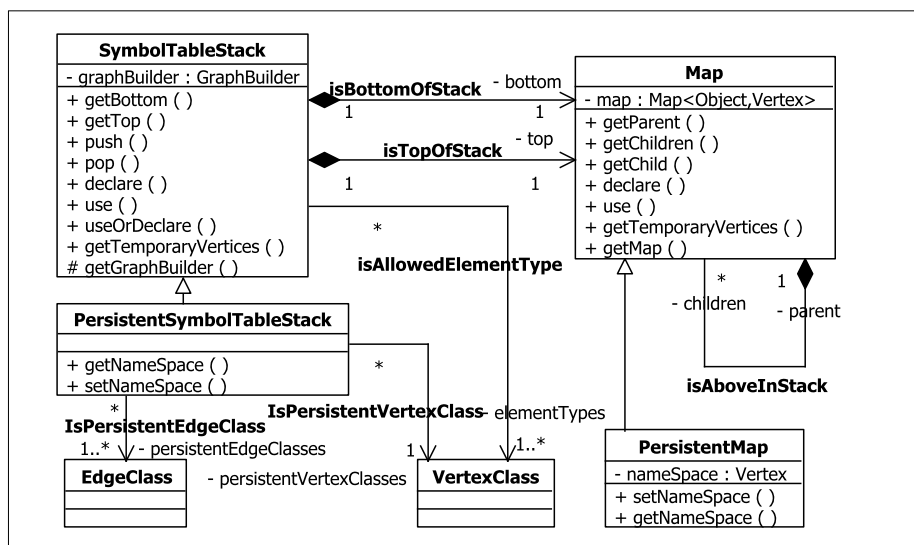 SymbolTableStack
- graphBuilder : GraphBuilder
+ getBottom ( )
+ getTop ( )
+ push ( )
+ pop ( )
+ declare ( )
+ use ( )
+ useOrDeclare ( )
+ getTemporaryVertices ( )
# getGraphBuilder ( )
isBottomOfStack
- bottom
1
1
isTopOfStack
- top
1
1
Map
- map : Map<Object,Vertex>
+ getParent ( )
+ getChildren ( )
+ getChild ( )
+ declare ( )
+ use ( )
+ getTemporaryVertices ( )
+ getMap ( )
*
isAllowedElementType
*
1
- children
- parent
isAboveInStack
PersistentSymbolTableStack
+ getNameSpace ( )
+ setNameSpace ( )
*
*
IsPersistentVertexClass
- elementTypes
IsPersistentEdgeClass
1..*
- persistentEdgeClasses
1
1..*
- persistentVertexClasses
EdgeClass
VertexClass
PersistentMap
- nameSpace : Vertex
+ setNameSpace ( )
+ getNameSpace ( )